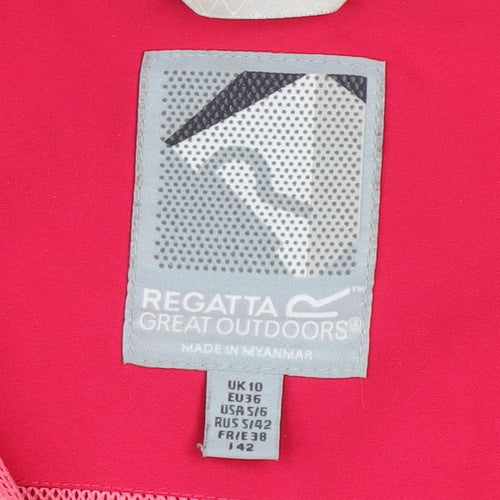 REGATTA
GREAT OUTDOORS®
MADE IN MYANMAR
UK 10
EU 36
USA S/6
RUS S/42
FR/E 38
I 42